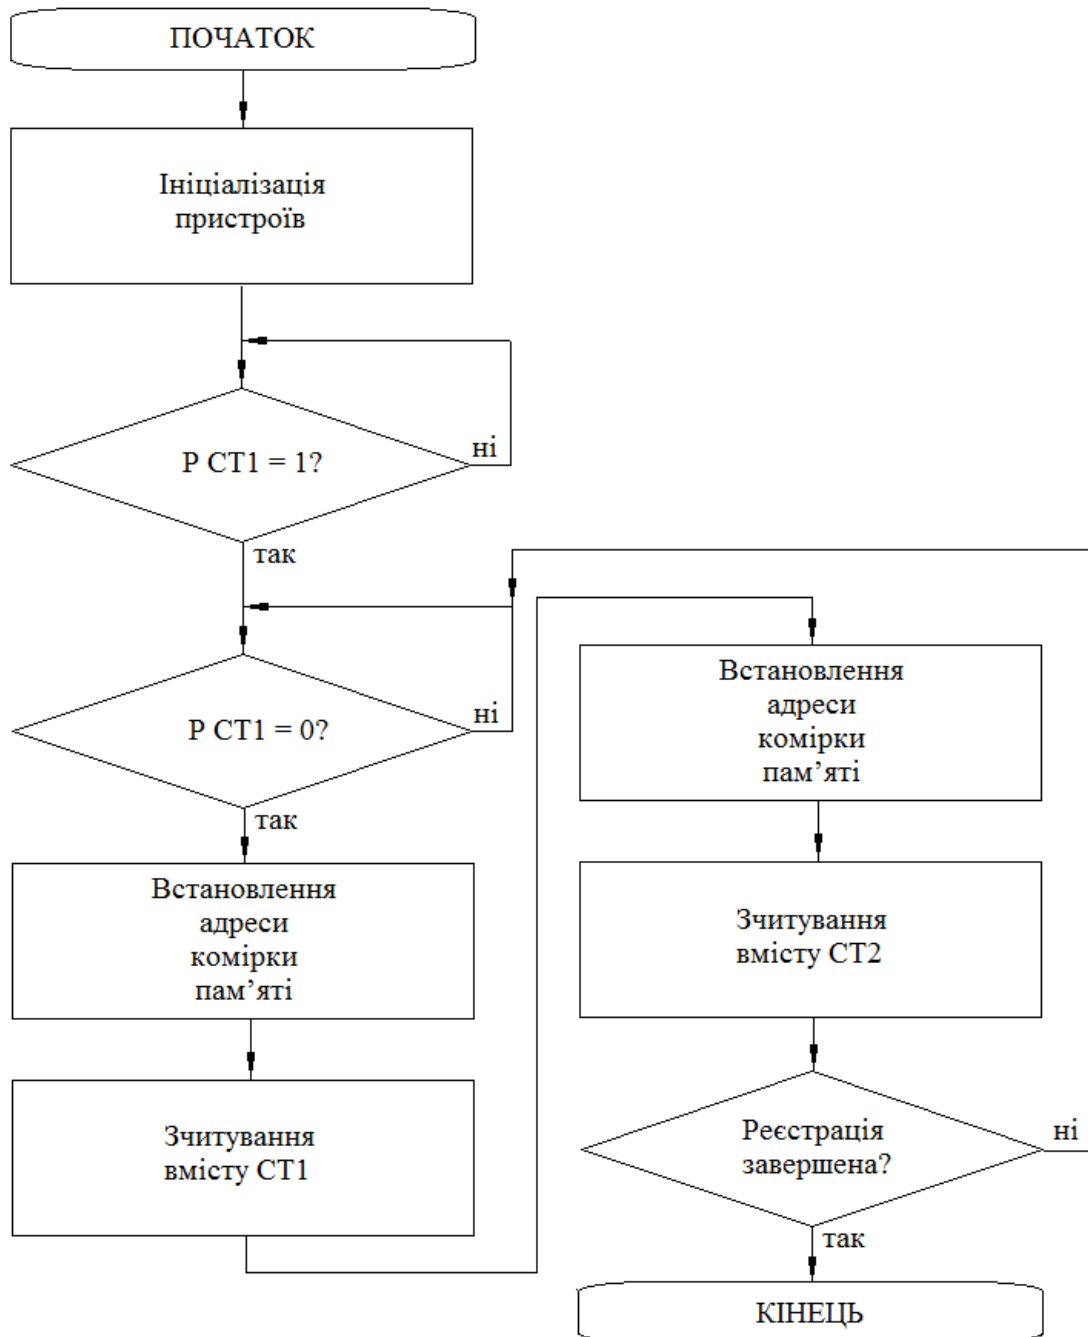 ПОЧАТОК
Ініціалізація
пристроїв
ні
Р СТ1 = 1?
так
ні
Р СТ1 = 0?
так
Встановлення
адреси
комірки
пам’яті
Зчитування
вмісту СТ1
Встановлення
адреси
комірки
пам’яті
Зчитування
вмісту СТ2
Реєстрація
завершена?
ні
так
КІНЕЦЬ